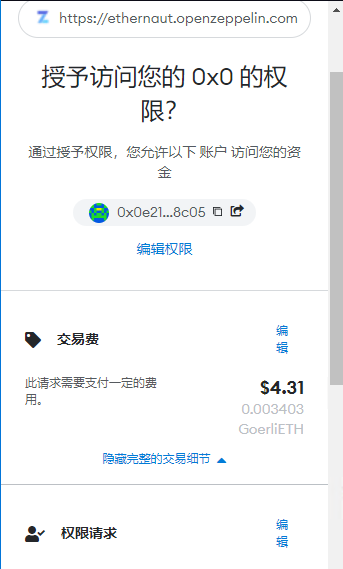 https://ethernaut.openzeppelin.com
授予访问您的 0x0 的权
限？
通过授予权限，您允许以下 账户 访问您的资
金
0x0e21...8c05
编辑权限
交易费
编
辑
此请求需要支付一定的费
用。
$4.31
0.003403
GoerliETH
隐藏完整的交易细节
权限请求
编
辑